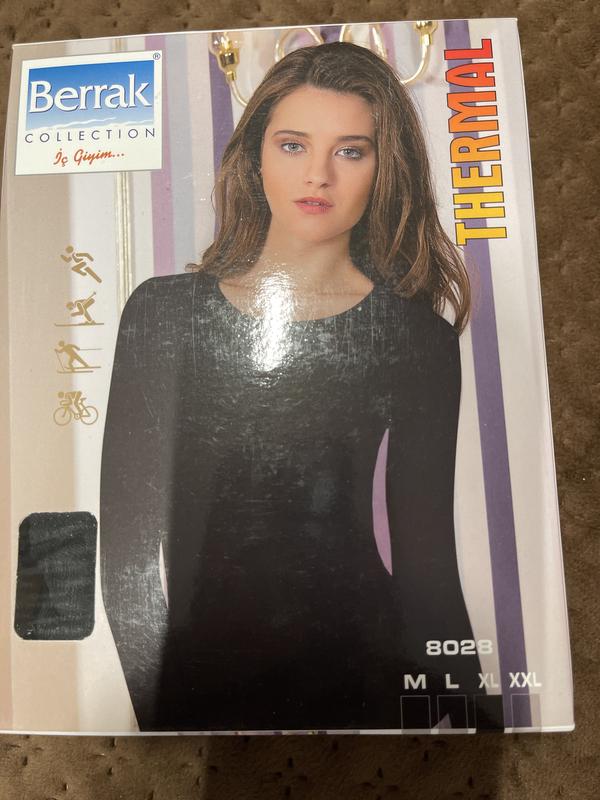 Berrak®
COLLECTION
İç Giyim...
THERMAL
8028
M L XL XXL